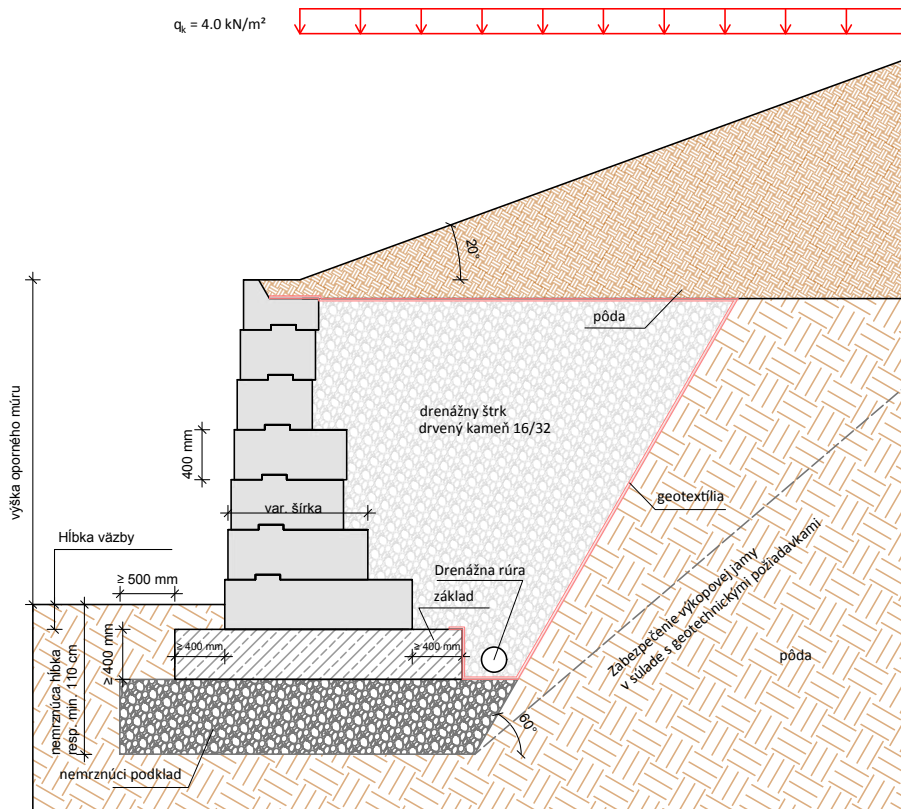 qk = 4.0 kN/m²
20°
pôda
drenážny štrk
drvený kameň 16/32
výška oporného múru
400 mm
geotextília
var. šírka
Hĺbka väzby
≥ 500 mm
Drenážna rúra
základ
Zabezpečenie výkopovej jamy
v súlade s geotechnickými požiadavkami
≥ 400 mm
≥ 400 mm
≥ 400 mm
pôda
nemrznúca hĺbka
resp. min. 110 cm
60°
nemrznúci podklad